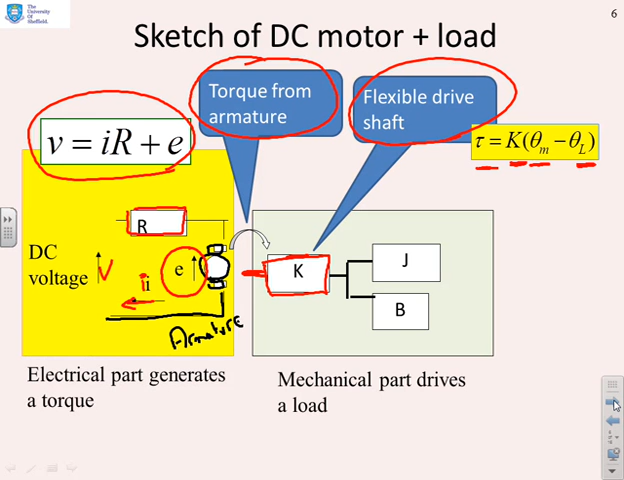 The
University
Of
Sheffield.
6
Sketch of DC motor + load
Torque from
armature
Flexible drive
shaft
v = iR + e
τ = K(θm − θL)
R
DC
voltage
V
e
i
i
Armature
K
J
B
Electrical part generates
a torque
Mechanical part drives
a load